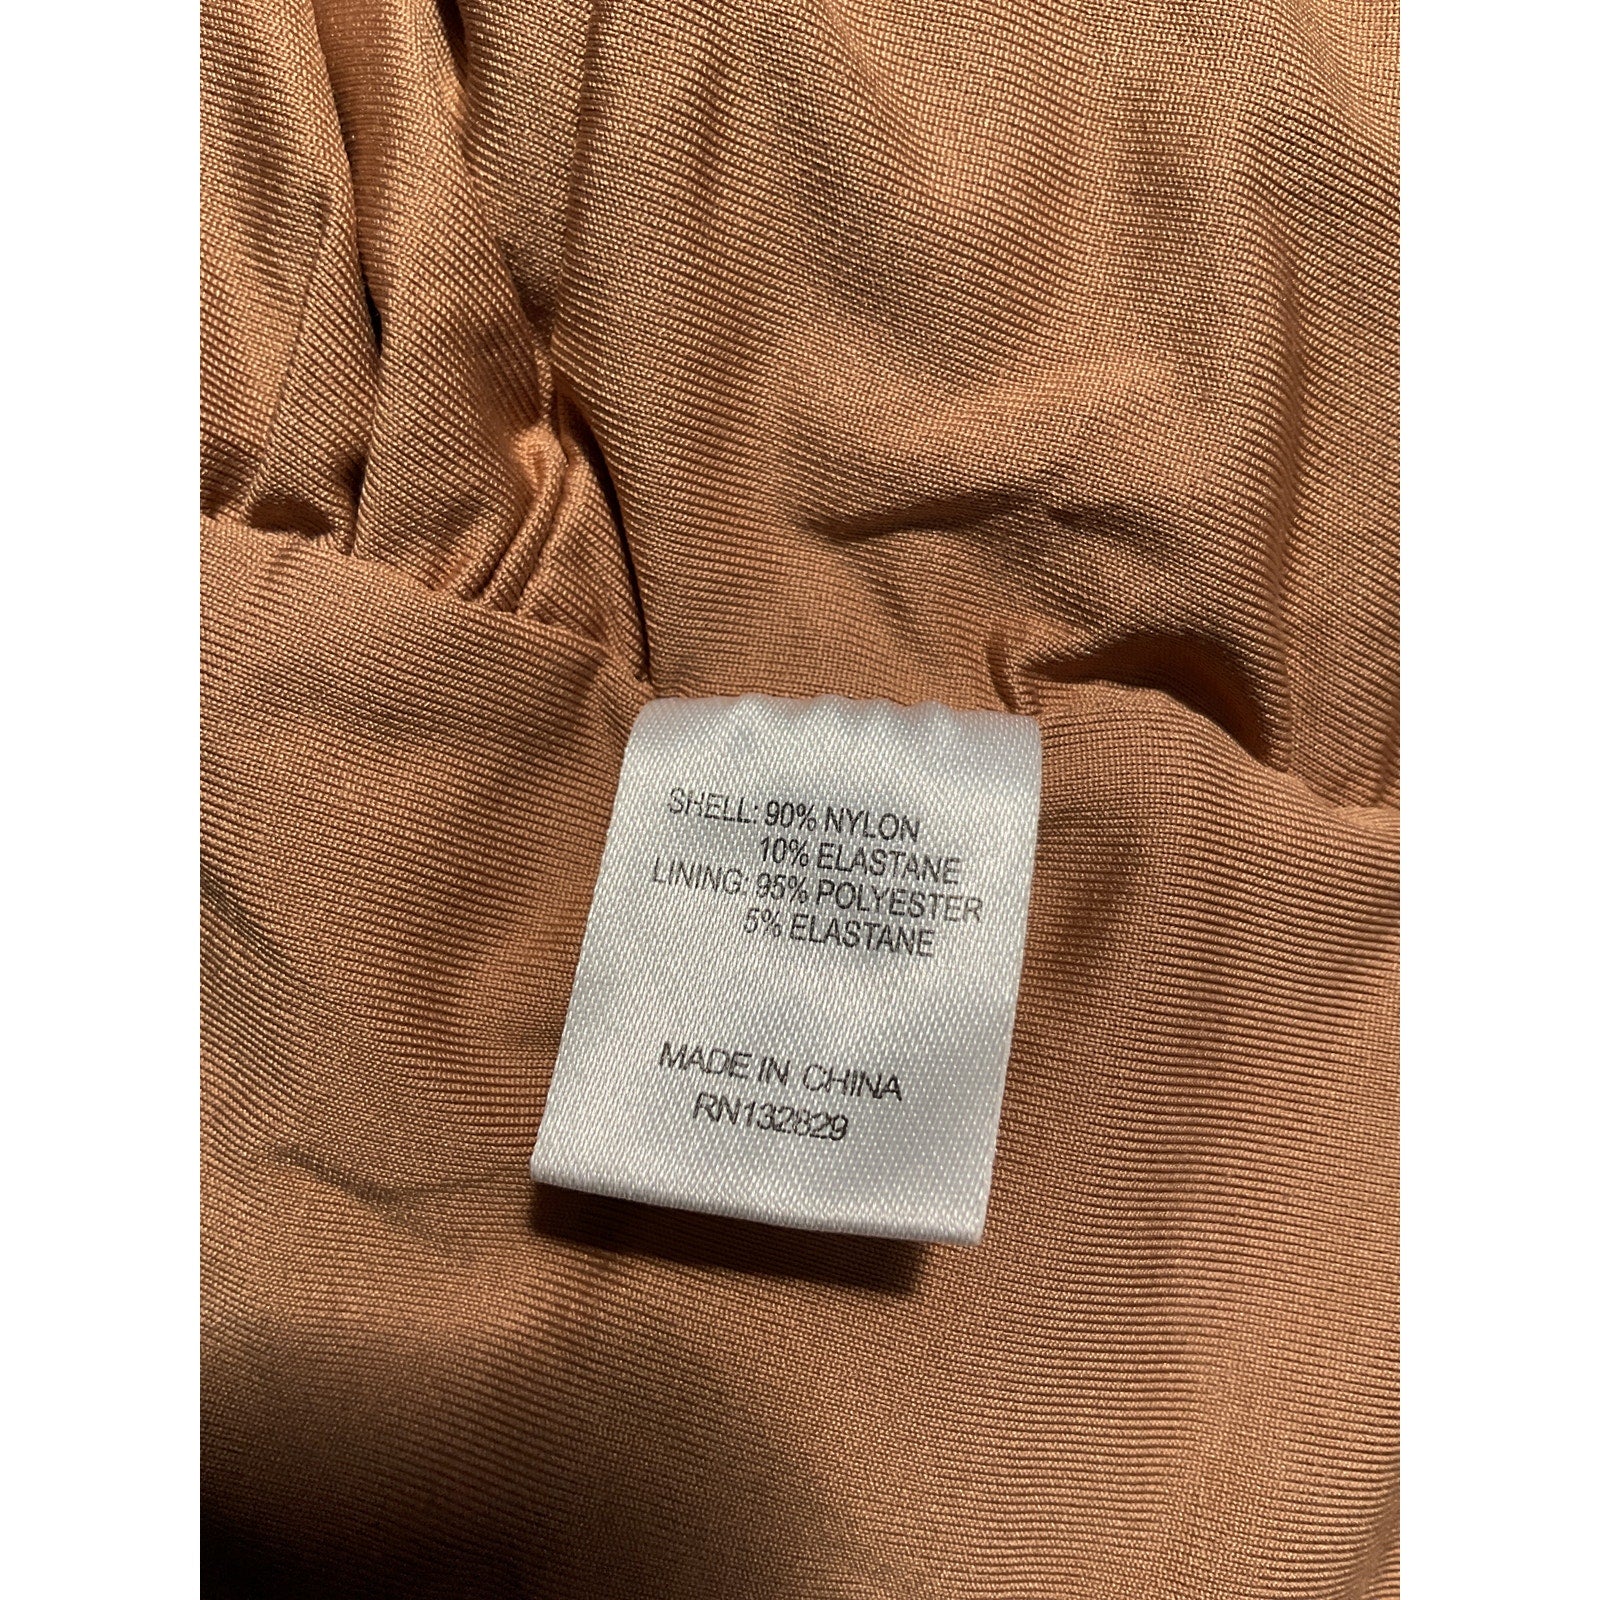 SHELL: 90% NYLON
10% ELASTANE
LINING: 95% POLYESTER
5% ELASTANE
MADE IN CHINA
RN132829